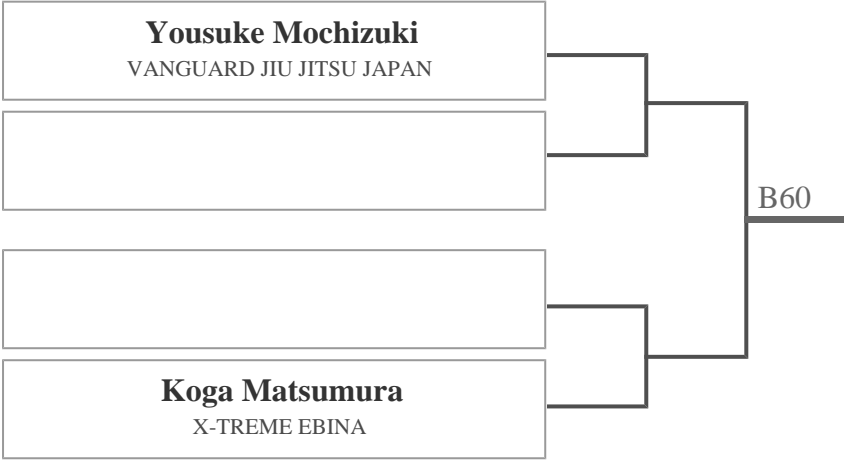 Yousuke Mochizuki
VANGUARD JIU JITSU JAPAN
B60
Koga Matsumura
X-TREME EBINA